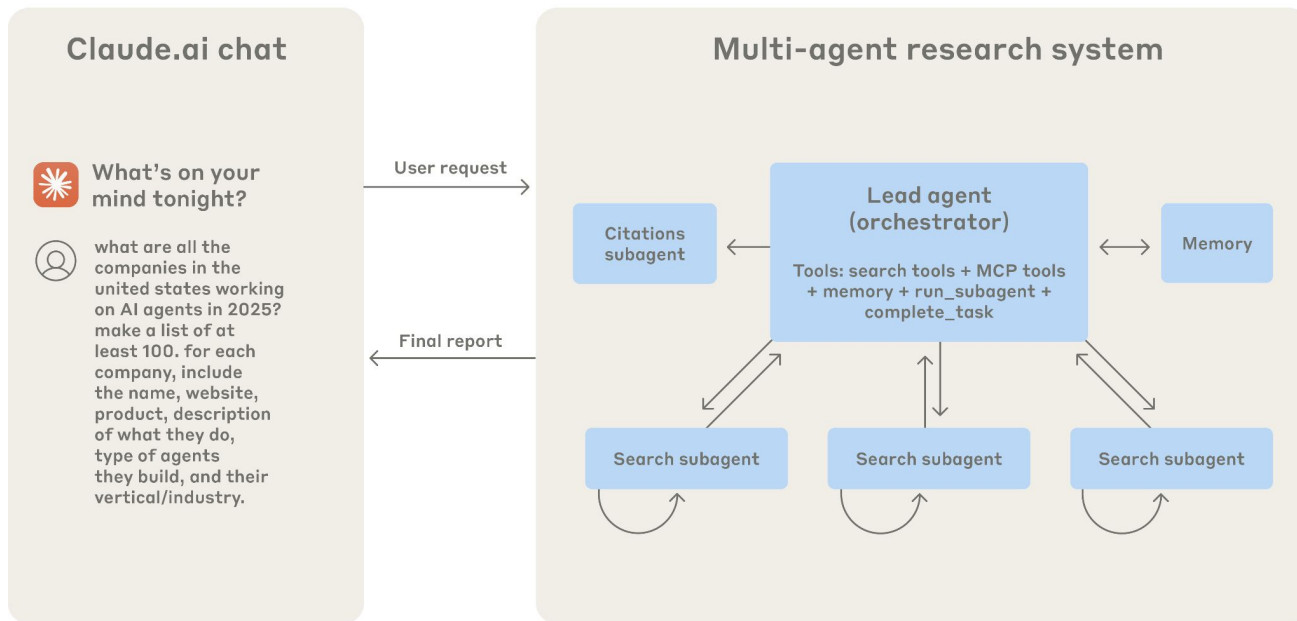 Claude.ai chat
What's on your
mind tonight?
what are all the
companies in the
united states working
on AI agents in 2025?
make a list of at
least 100. for each
company, include
the name, website,
product, description
of what they do,
type of agents
they build, and their
vertical/industry.
User request
Final report
Multi-agent research system
Citations
subagent
Lead agent
(orchestrator)
Tools: search tools + MCP tools
+ memory + run_subagent +
complete_task
Memory
Search subagent
Search subagent
Search subagent